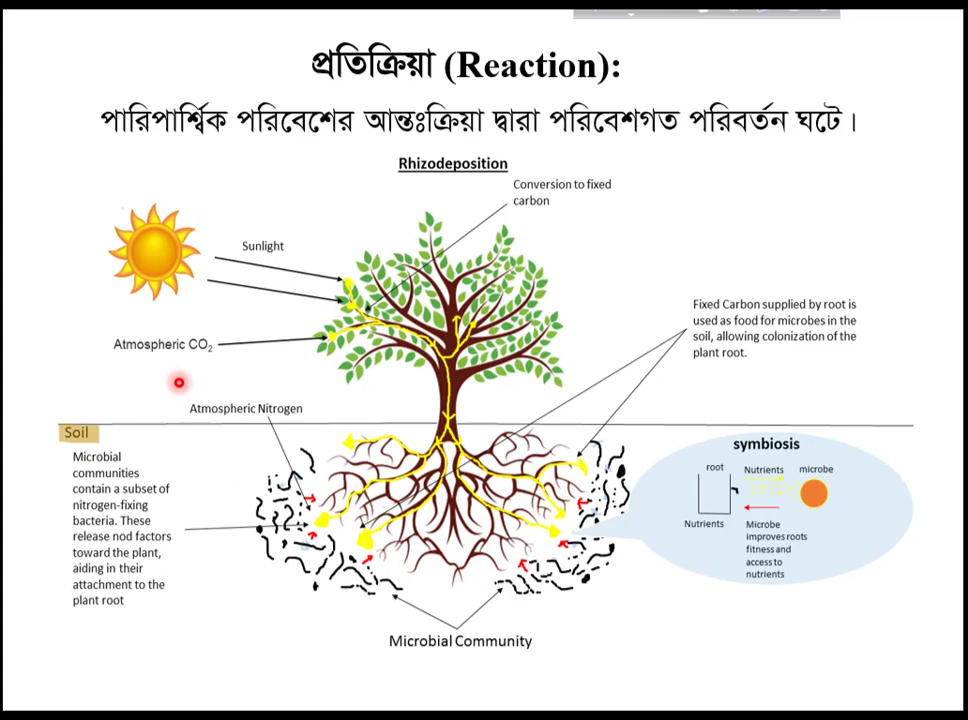 প্রতিক্রিয়া (Reaction):
পারিপার্শ্বিক পরিবেশের আন্তঃক্রিয়া দ্বারা পরিবেশগত পরিবর্তন ঘটে।
Rhizodeposition
Conversion to fixed
carbon
Sunlight
Atmospheric CO₂
Fixed Carbon supplied by root is
used as food for microbes in the
soil, allowing colonization of the
plant root.
Atmospheric Nitrogen
Soil
Microbial
communities
contain a subset of
nitrogen-fixing
bacteria. These
release nod factors
toward the plant,
aiding in their
attachment to the
plant root
symbiosis
root
Nutrients
microbe
Nutrients
Microbe
improves roots
fitness and
access to
nutrients
Microbial Community